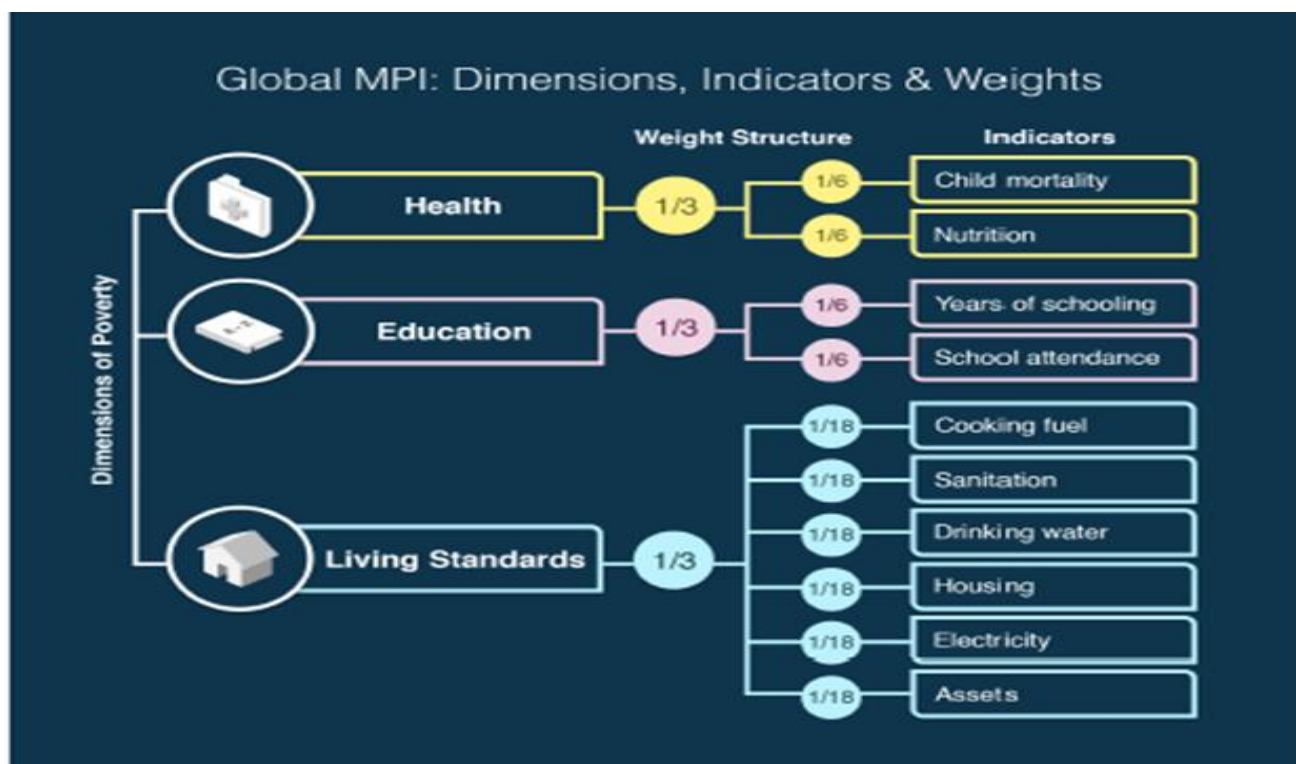 Global MPI: Dimensions, Indicators & Weights
Weight Structure
Indicators
Dimensions of Poverty
Health
1/3
1/6
Child mortality
1/6
Nutrition
Education
1/3
1/6
Years of schooling
1/6
School attendance
Living Standards
1/3
1/18
Cooking fuel
1/18
Sanitation
1/18
Drinking water
1/18
Housing
1/18
Electricity
1/18
Assets